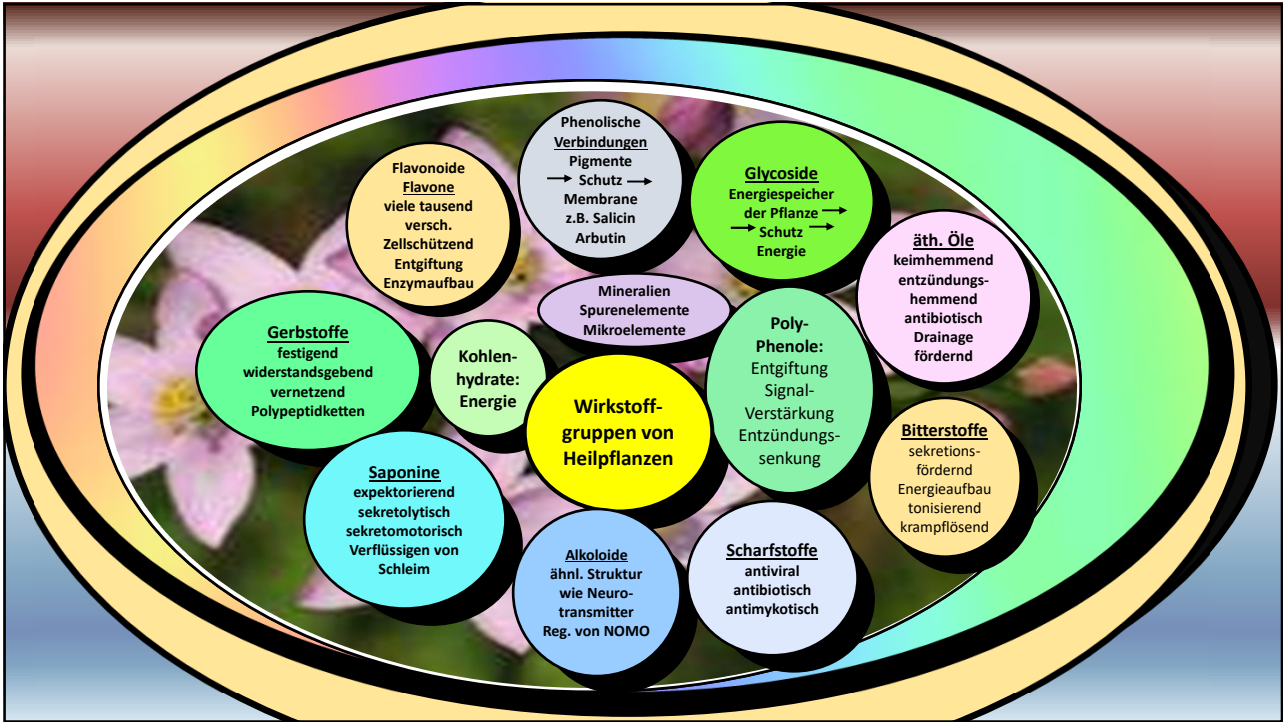 Phenolische
Verbindungen
Pigmente
→ Schutz →
Membrane
z.B. Salicin
Arbutin
Flavonoide
Flavone
viele tausend
versch.
Zellschützend
Entgiftung
Enzymaufbau
Glycoside
Energiespeicher
der Pflanze →
→ Schutz →
Energie
äth. Öle
keimhemmend
entzündungs-
hemmend
antibiotisch
Drainage
fördernd
Mineralien
Spurenelemente
Mikroelemente
Gerbstoffe
festigend
widerstandsgebend
vernetzend
Polypeptidketten
Kohlen-
hydrate:
Energie
Poly-
Phenole:
Entgiftung
Signal-
Verstärkung
Entzündungs-
senkung
Wirkstoff-
gruppen von
Heilpflanzen
Bitterstoffe
sekretions-
fördernd
Energieaufbau
tonisierend
krampflösend
Saponine
expektorierend
sekretolytisch
sekretomotorisch
Verflüssigen von
Schleim
Alkoloide
ähnl. Struktur
wie Neuro-
transmitter
Reg. von NOMO
Scharfstoffe
antiviral
antibiotisch
antimykotisch